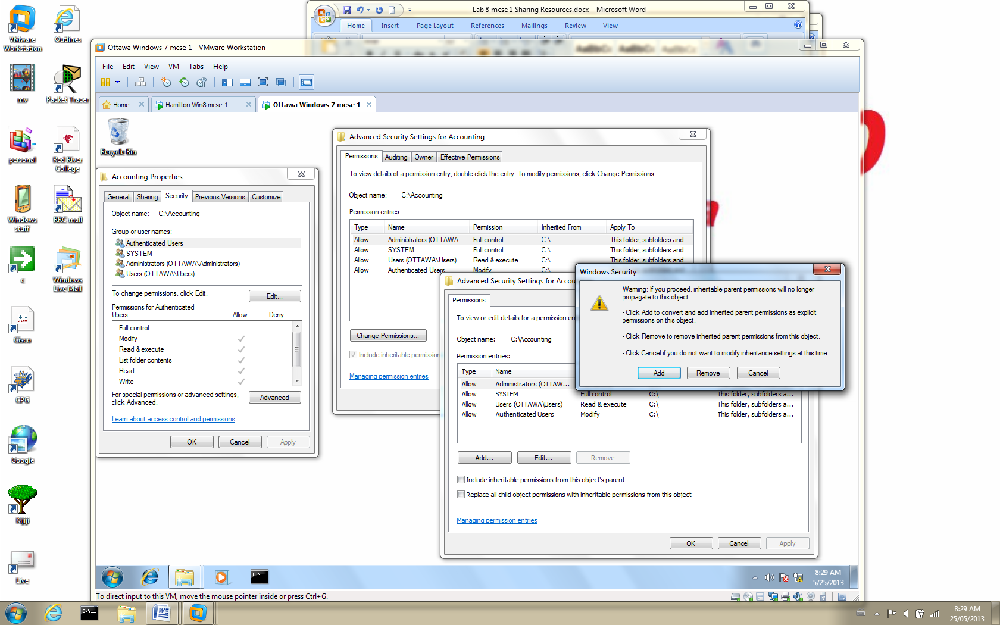 Lab 8 mcse 1 Sharing Resources.docx - Microsoft Word
Home Insert Page Layout References Mailings Review View
AaBbCc AaBbCc AaBbCc
VMware Workstation
Outlines
mv
Packet Tracer
personal
Red River College
Windows stuff
RRC mail
c
Windows Live Mail
Cisco
CPG
Google
Kijiji
Live
Ottawa Windows 7 mcse 1 - VMware Workstation
File Edit View VM Tabs Help
Home Hamilton Win8 mcse 1 Ottawa Windows 7 mcse 1
Recycle Bin
Accounting Properties
General Sharing Security Previous Versions Customize
Object name: C:\Accounting
Group or user names:
Authenticated Users
SYSTEM
Administrators (OTTAWA\Administrators)
Users (OTTAWA\Users)
To change permissions, click Edit.
Edit...
Permissions for Authenticated
Users Allow Deny
Full control
Modify
Read & execute
List folder contents
Read
Write
For special permissions or advanced settings,
click Advanced.
Advanced
Learn about access control and permissions
OK Cancel Apply
Advanced Security Settings for Accounting
Permissions Auditing Owner Effective Permissions
To view details of a permission entry, double-click the entry. To modify permissions, click Change Permissions.
Object name: C:\Accounting
Permission entries:
Type Name Permission Inherited From Apply To
Allow Administrators (OTTAWA... Full control C:\ This folder, subfolders and...
Allow SYSTEM Full control C:\ This folder, subfolders and...
Allow Users (OTTAWA\Users) Read & execute C:\ This folder, subfolders and...
Allow Authenticated Users Modify C:\
Change Permissions...
Include inheritable permission
Managing permission entries
Advanced Security Settings for Accou
Permissions
To view or edit details for a permission en
Object name: C:\Accounting
Permission entries:
Type Name
Allow Administrators (OTTAW...
Allow SYSTEM Full control C:\ This folder, subfolders a...
Allow Users (OTTAWA\Users) Read & execute C:\ This folder, subfolders a...
Allow Authenticated Users Modify C:\ This folder, subfolders a...
Add... Edit... Remove
Include inheritable permissions from this object's parent
Replace all child object permissions with inheritable permissions from this object
Managing permission entries
OK Cancel Apply
Windows Security
Warning: If you proceed, inheritable parent permissions will no longer
propagate to this object.
- Click Add to convert and add inherited parent permissions as explicit
permissions on this object.
- Click Remove to remove inherited parent permissions from this object.
- Click Cancel if you do not want to modify inheritance settings at this time.
Add Remove Cancel
8:29 AM
5/25/2013
To direct input to this VM, move the mouse pointer inside or press Ctrl+G.
8:29 AM
25/05/2013